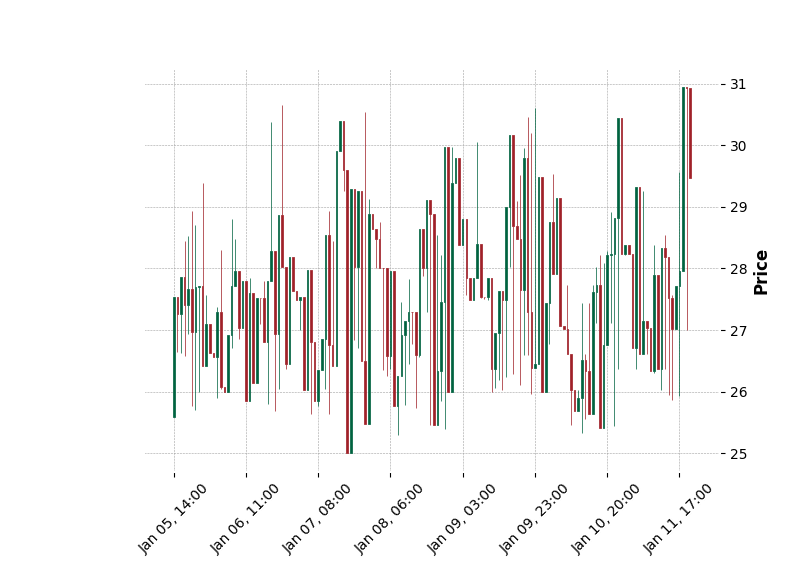 31
30
29
28
27
26
25
Price
Jan 05, 14:00
Jan 06, 11:00
Jan 07, 08:00
Jan 08, 06:00
Jan 09, 03:00
Jan 09, 23:00
Jan 10, 20:00
Jan 11, 17:00